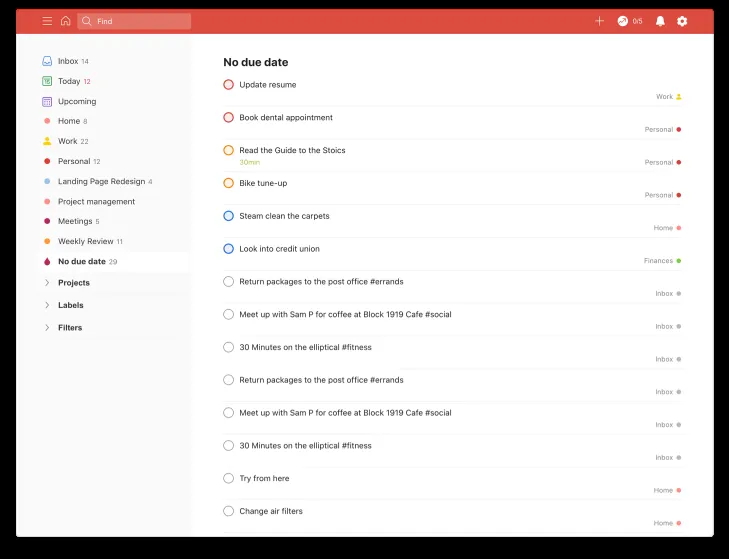 Find
0/5
Inbox 14
Today 12
Upcoming
Home 8
Work 22
Personal 12
Landing Page Redesign 4
Project management
Meetings 5
Weekly Review 11
No due date 29
Projects
Labels
Filters
No due date
Update resume
Work
Book dental appointment
Personal
Read the Guide to the Stoics
30min
Personal
Bike tune-up
Personal
Steam clean the carpets
Home
Look into credit union
Finances
Return packages to the post office #errands
Inbox
Meet up with Sam P for coffee at Block 1919 Cafe #social
Inbox
30 Minutes on the elliptical #fitness
Inbox
Return packages to the post office #errands
Inbox
Meet up with Sam P for coffee at Block 1919 Cafe #social
Inbox
30 Minutes on the elliptical #fitness
Inbox
Try from here
Home
Change air filters
Home